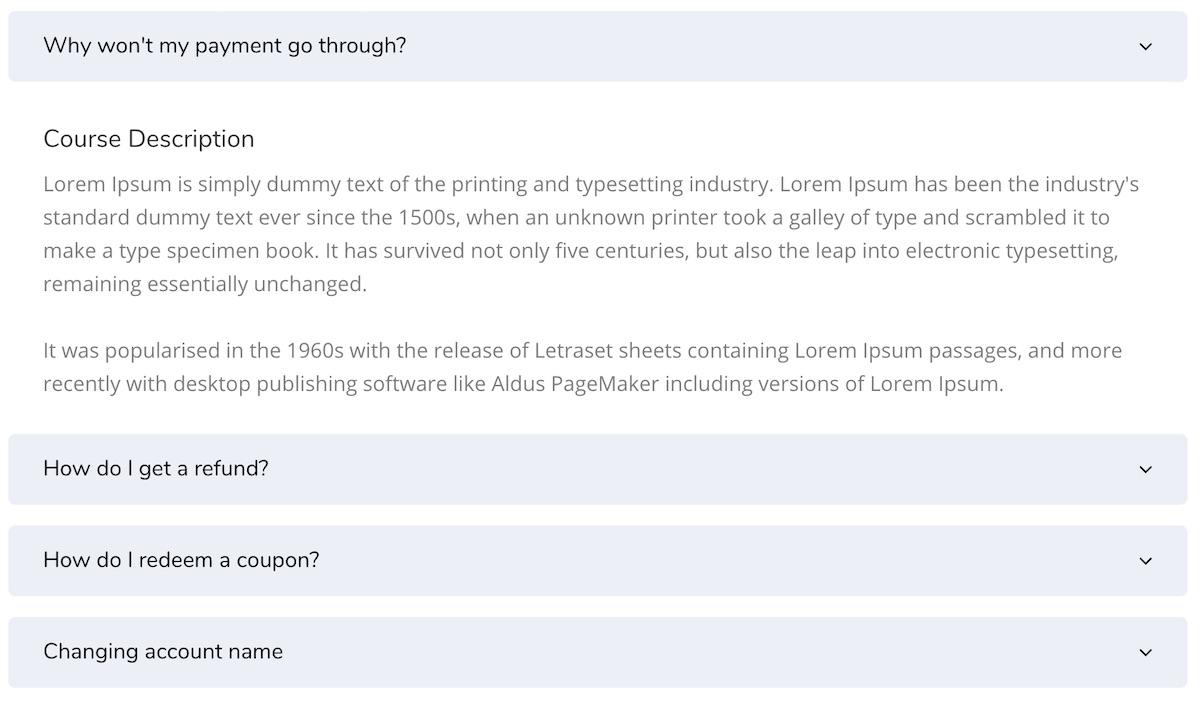 Why won't my payment go through?
Course Description
Lorem Ipsum is simply dummy text of the printing and typesetting industry. Lorem Ipsum has been the industry's
standard dummy text ever since the 1500s, when an unknown printer took a galley of type and scrambled it to
make a type specimen book. It has survived not only five centuries, but also the leap into electronic typesetting,
remaining essentially unchanged.
It was popularised in the 1960s with the release of Letraset sheets containing Lorem Ipsum passages, and more
recently with desktop publishing software like Aldus PageMaker including versions of Lorem Ipsum.
How do I get a refund?
How do I redeem a coupon?
Changing account name